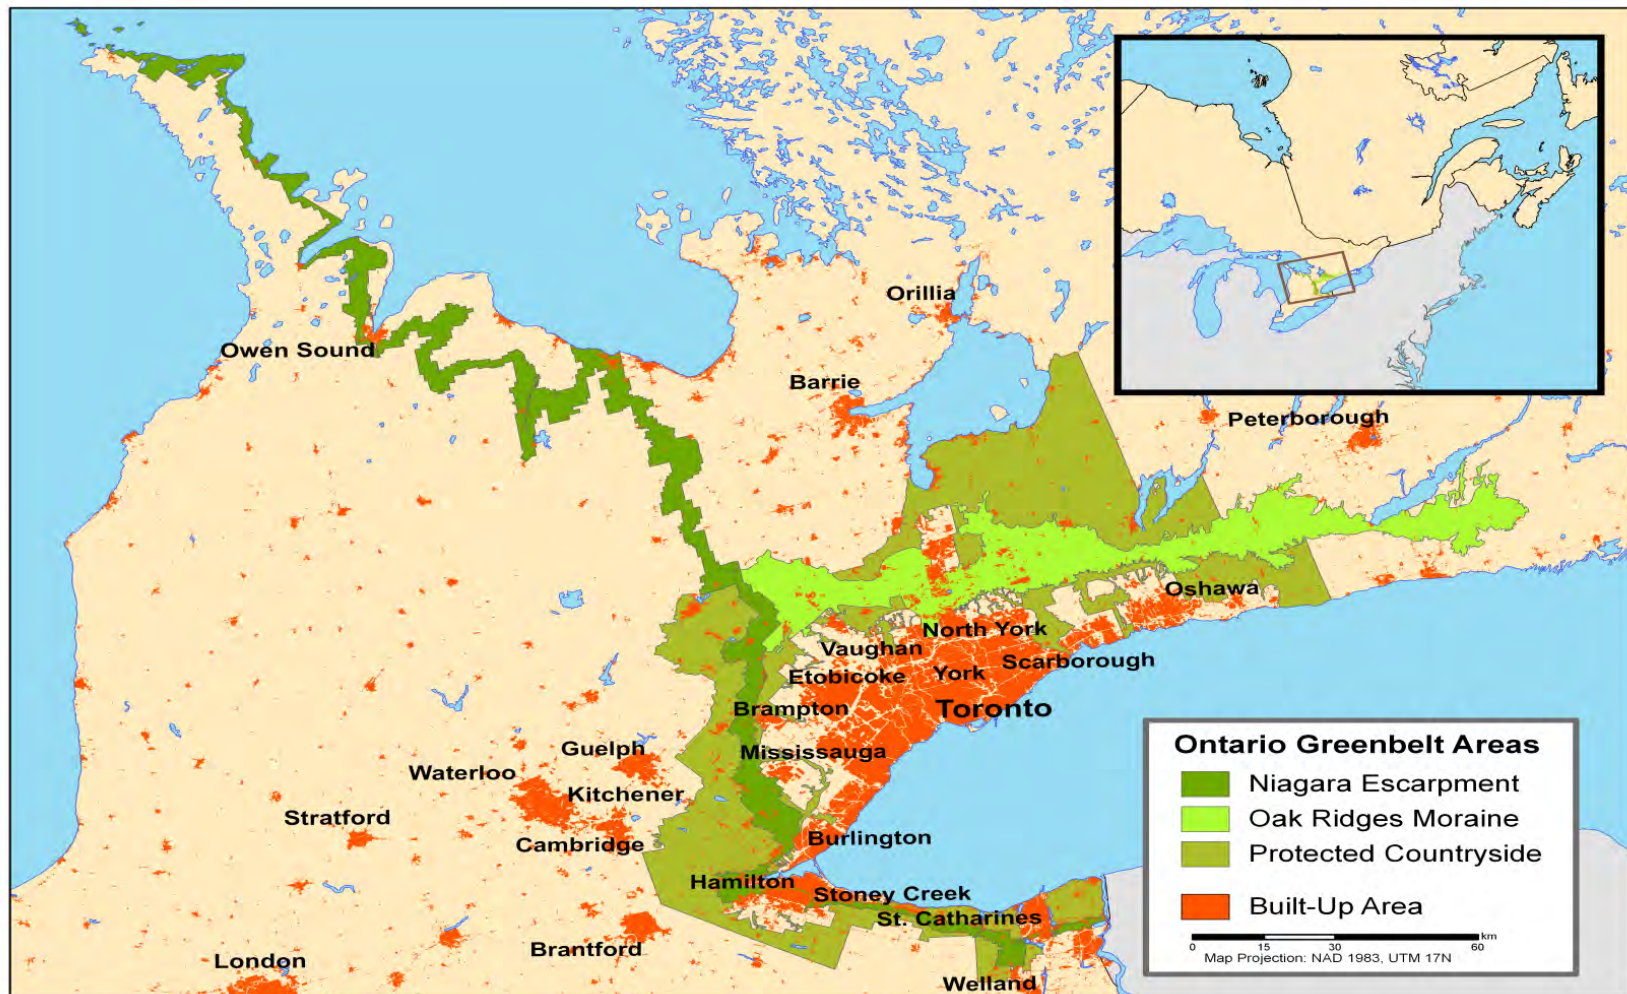 Orillia
Owen Sound
Barrie
Peterborough
Oshawa
North York
Vaughan
Scarborough
Etobicoke
York
Brampton
Toronto
Mississauga
Guelph
Waterloo
Kitchener
Stratford
Cambridge
Burlington
Hamilton
Stoney Creek
St. Catharines
Brantford
London
Welland
Ontario Greenbelt Areas
Niagara Escarpment
Oak Ridges Moraine
Protected Countryside
Built-Up Area
km
0 15 30 60
Map Projection: NAD 1983, UTM 17N